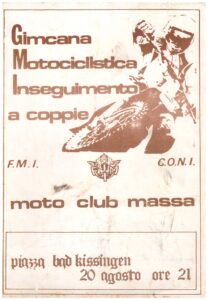 Gimcana
Motociclistica
Inseguimento
a coppie
F.M.I.
C.O.N.I.
moto club massa
piazza bad kissingen
20 agosto ore 21